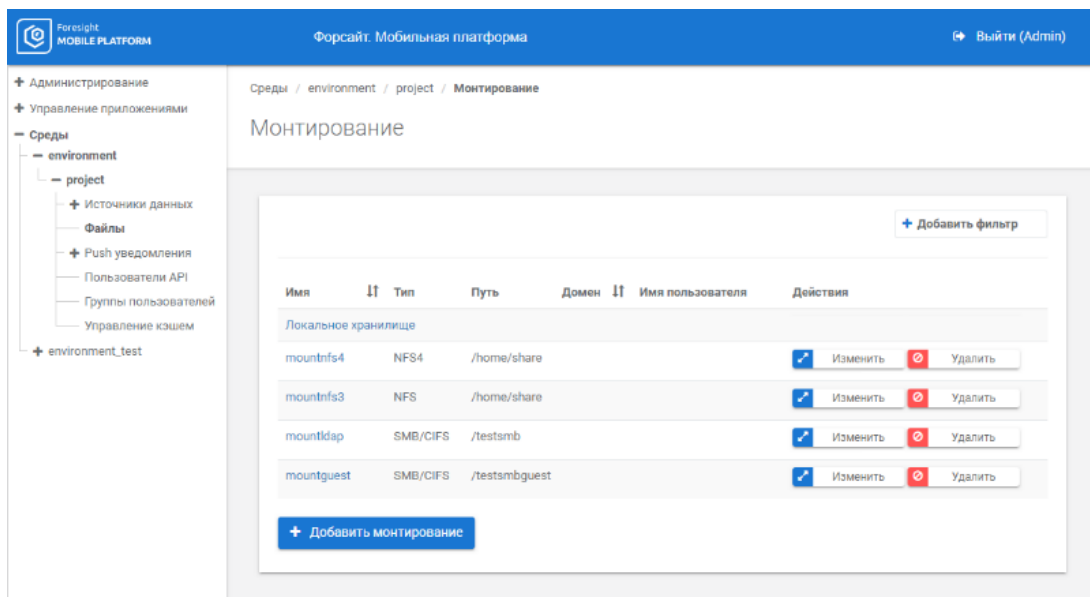 Foresight
MOBILE PLATFORM
Форсайт. Мобильная платформа
Выйти (Admin)
Администрирование
Управление приложениями
Среды
environment
project
Источники данных
Файлы
Push уведомления
Пользователи API
Группы пользователей
Управление кэшем
environment_test
Среды / environment / project / Монтирование
Монтирование
Добавить фильтр
Имя Тип Путь Домен Имя пользователя Действия
Локальное хранилище
mountnfs4 NFS4 /home/share Изменить Удалить
mountnfs3 NFS /home/share Изменить Удалить
mountldap SMB/CIFS /testsmb Изменить Удалить
mountguest SMB/CIFS /testsmbguest Изменить Удалить
Добавить монтирование